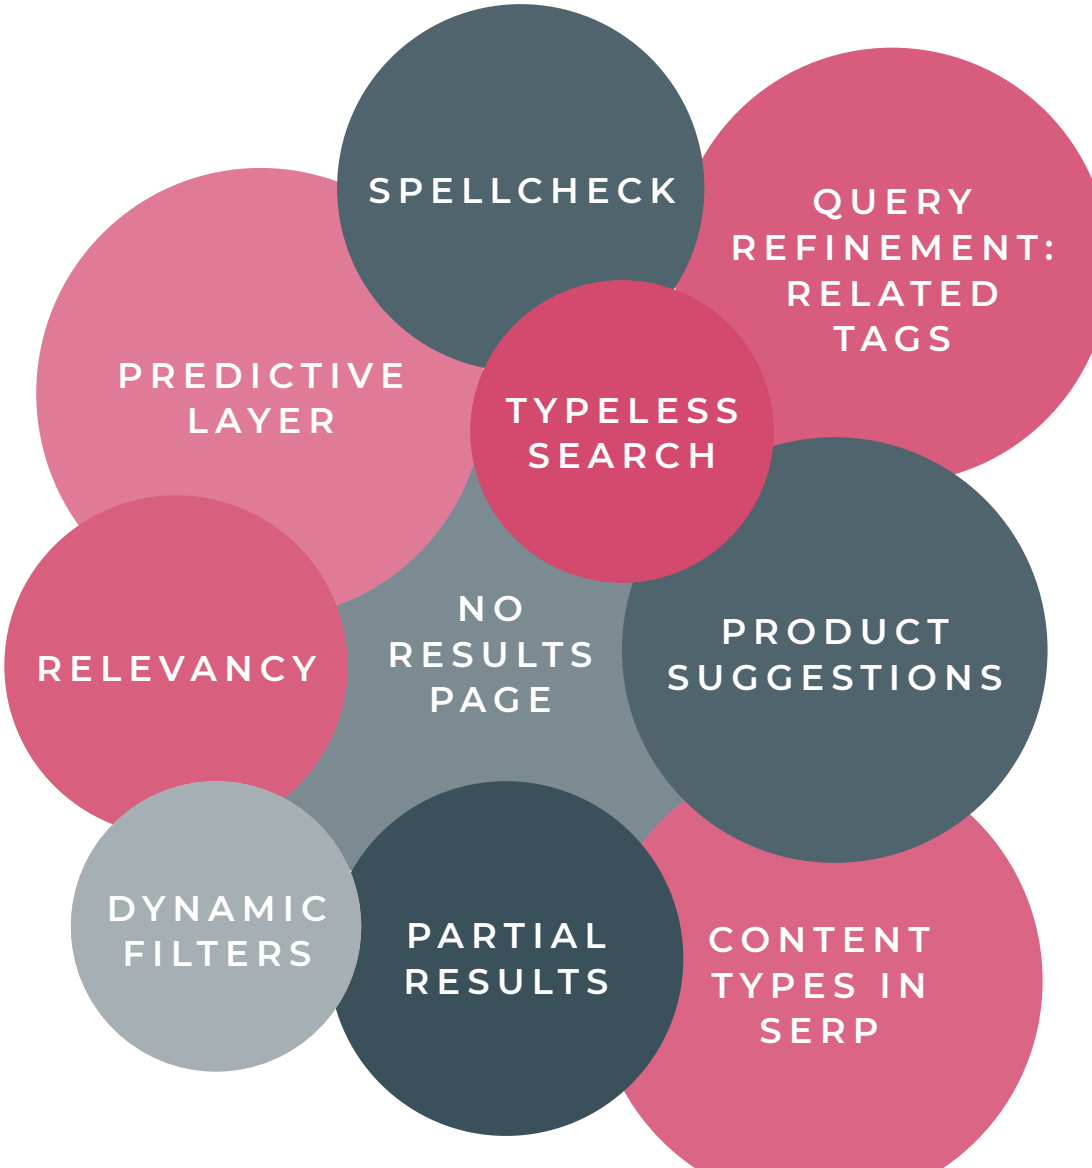 SPELLCHECK
QUERY
REFINEMENT:
RELATED
TAGS
PREDICTIVE
LAYER
TYPELESS
SEARCH
NO
RESULTS
PAGE
RELEVANCY
PRODUCT
SUGGESTIONS
DYNAMIC
FILTERS
PARTIAL
RESULTS
CONTENT
TYPES IN
SERP